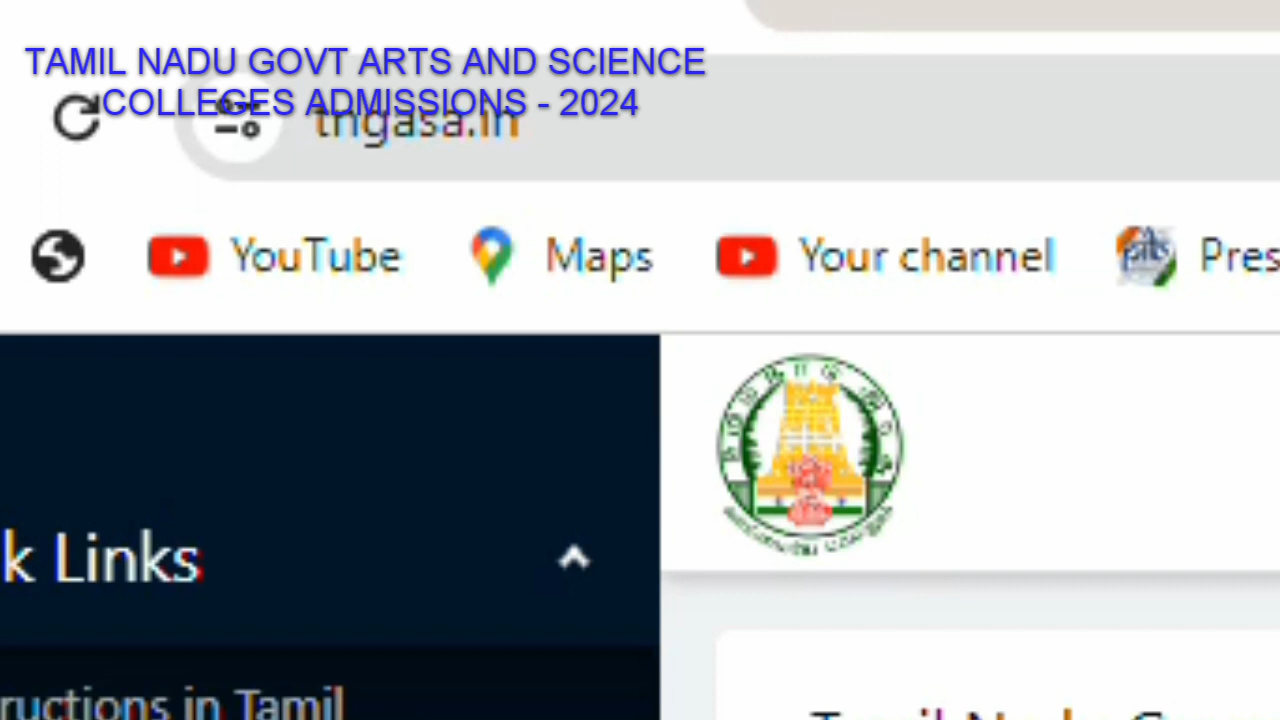 TAMIL NADU GOVT ARTS AND SCIENCE
COLLEGES ADMISSIONS - 2024
tngasa.in
YouTube
Maps
Your channel
Pres
k Links
ructions in Tamil